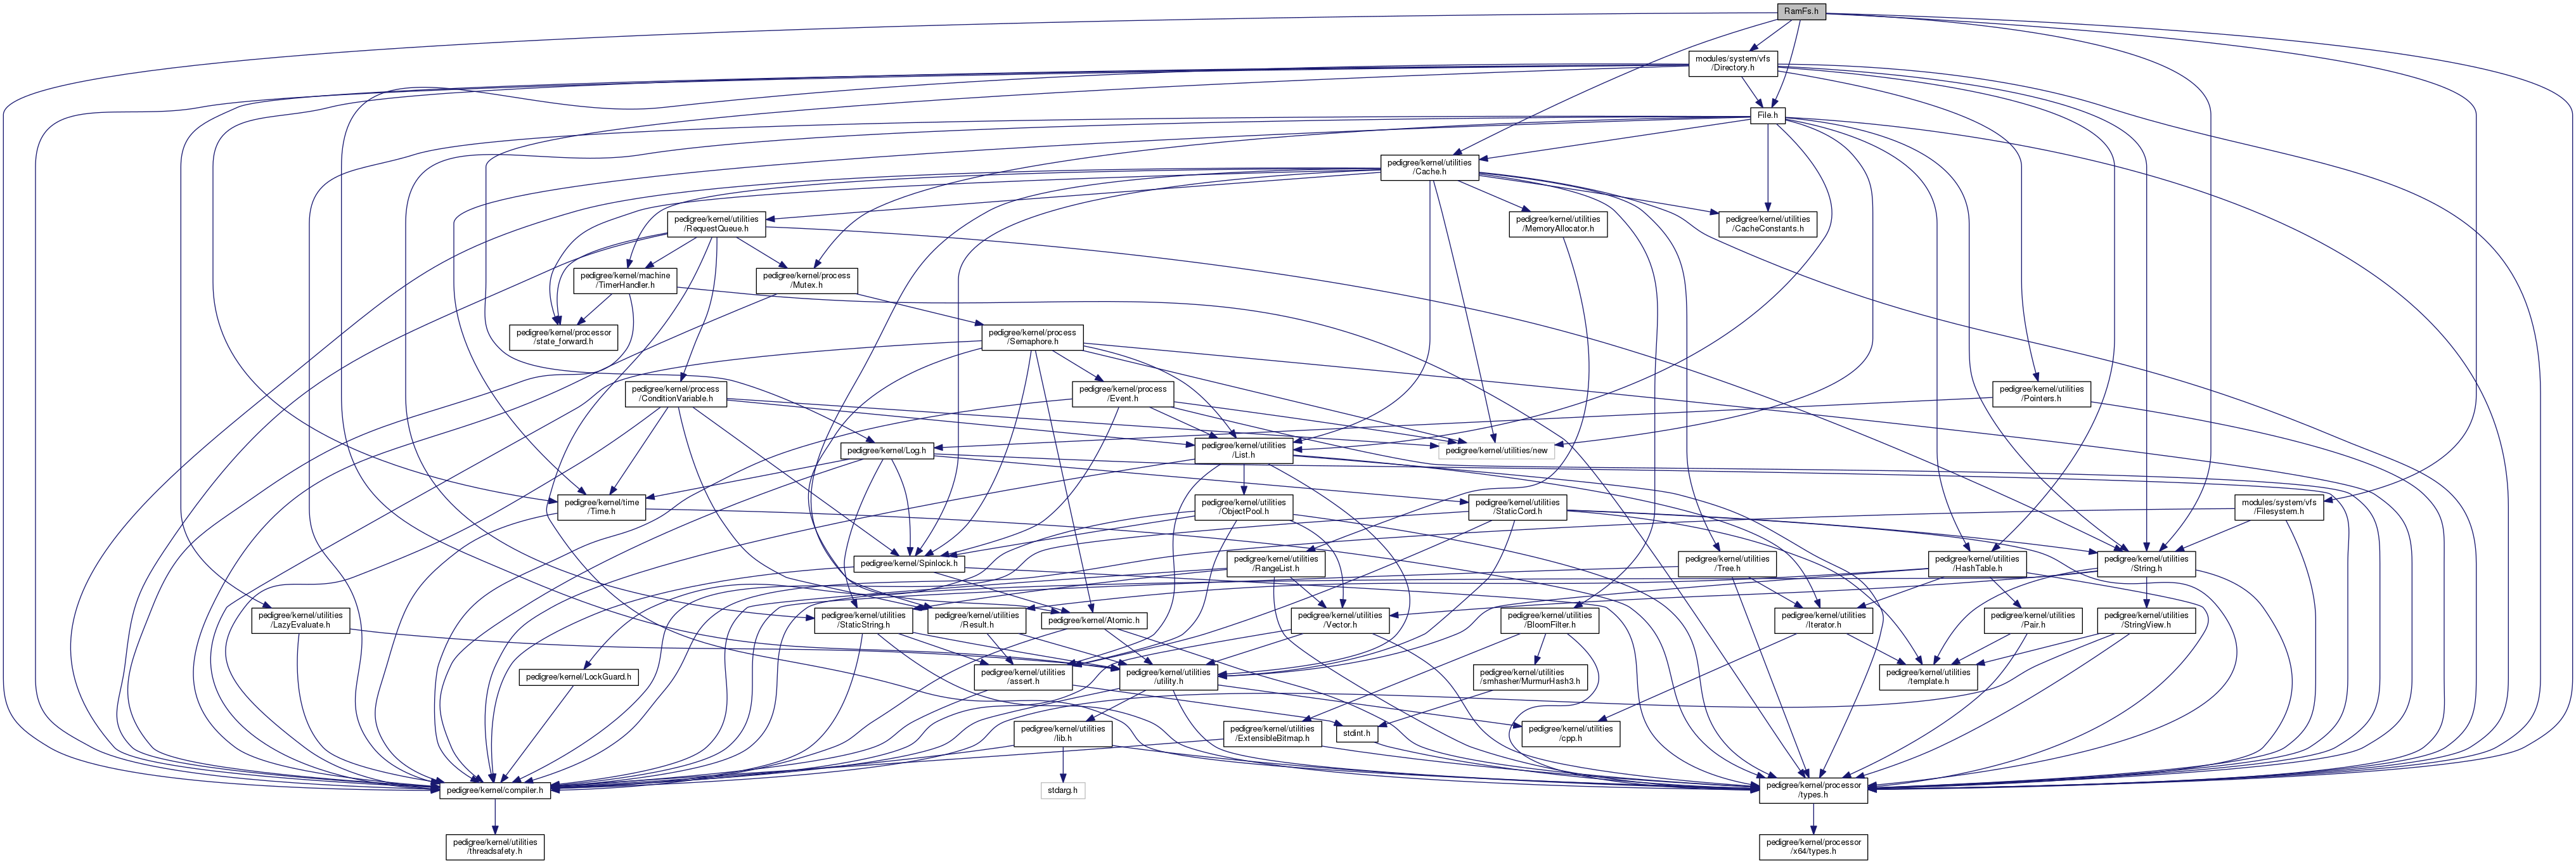 RamFs.h
modules/system/vfs
/Directory.h
File.h
pedigree/kernel/utilities
/Cache.h
pedigree/kernel/utilities
/RequestQueue.h
pedigree/kernel/utilities
/MemoryAllocator.h
pedigree/kernel/utilities
/CacheConstants.h
pedigree/kernel/machine
/TimerHandler.h
pedigree/kernel/process
/Mutex.h
pedigree/kernel/processor
/state_forward.h
pedigree/kernel/process
/Semaphore.h
pedigree/kernel/process
/ConditionVariable.h
pedigree/kernel/process
/Event.h
pedigree/kernel/utilities
/Pointers.h
pedigree/kernel/Log.h
pedigree/kernel/utilities
/List.h
pedigree/kernel/utilities/new
pedigree/kernel/time
/Time.h
pedigree/kernel/utilities
/ObjectPool.h
pedigree/kernel/utilities
/StaticCord.h
modules/system/vfs
/Filesystem.h
pedigree/kernel/Spinlock.h
pedigree/kernel/utilities
/RangeList.h
pedigree/kernel/utilities
/Tree.h
pedigree/kernel/utilities
/HashTable.h
pedigree/kernel/utilities
/String.h
pedigree/kernel/utilities
/LazyEvaluate.h
pedigree/kernel/utilities
/StaticString.h
pedigree/kernel/utilities
/Result.h
pedigree/kernel/Atomic.h
pedigree/kernel/utilities
/Vector.h
pedigree/kernel/utilities
/BloomFilter.h
pedigree/kernel/utilities
/Iterator.h
pedigree/kernel/utilities
/Pair.h
pedigree/kernel/utilities
/StringView.h
pedigree/kernel/LockGuard.h
pedigree/kernel/utilities
/assert.h
pedigree/kernel/utilities
/utility.h
pedigree/kernel/utilities
/smhasher/MurmurHash3.h
pedigree/kernel/utilities
/template.h
pedigree/kernel/utilities
/lib.h
pedigree/kernel/utilities
/ExtensibleBitmap.h
stdint.h
pedigree/kernel/utilities
/cpp.h
pedigree/kernel/compiler.h
stdarg.h
pedigree/kernel/processor
/types.h
pedigree/kernel/utilities
/threadsafety.h
pedigree/kernel/processor
/x64/types.h